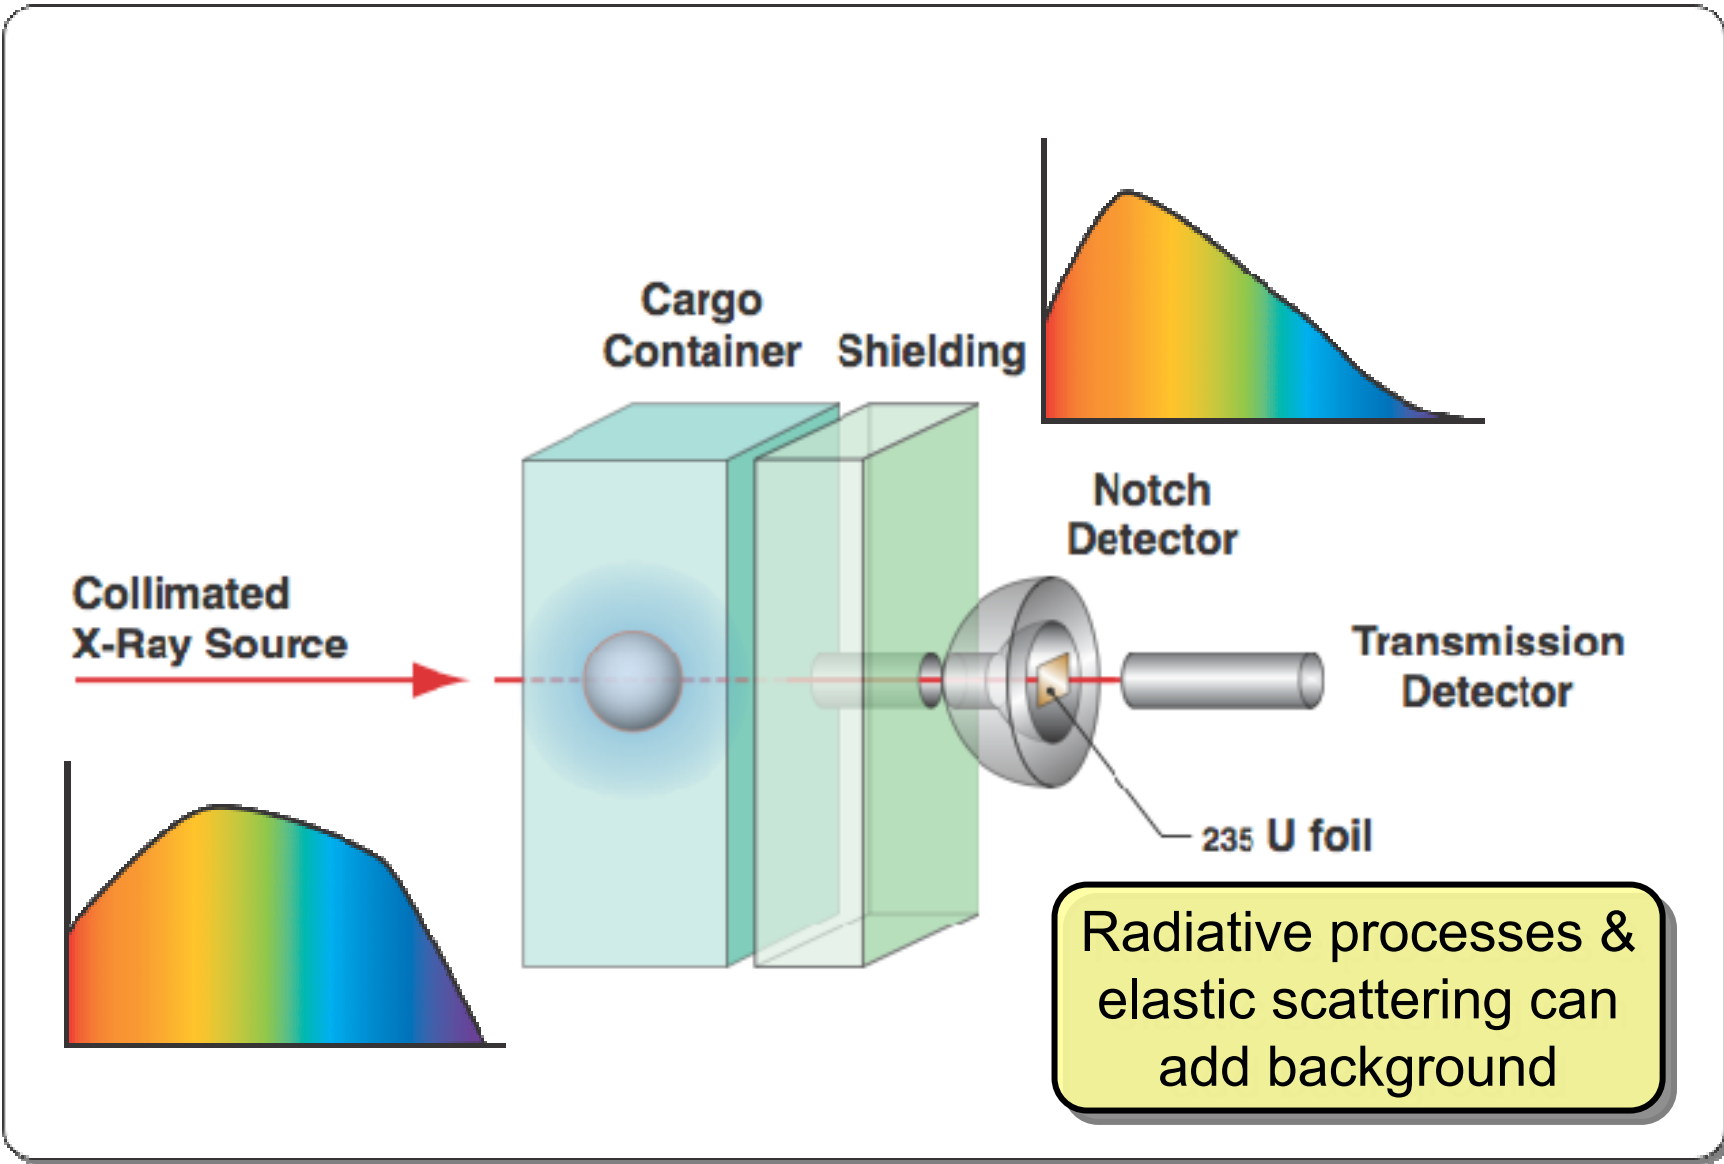 Cargo
Container
Shielding
Notch
Detector
Collimated
X-Ray Source
Transmission
Detector
235 U foil
Radiative processes &
elastic scattering can
add background